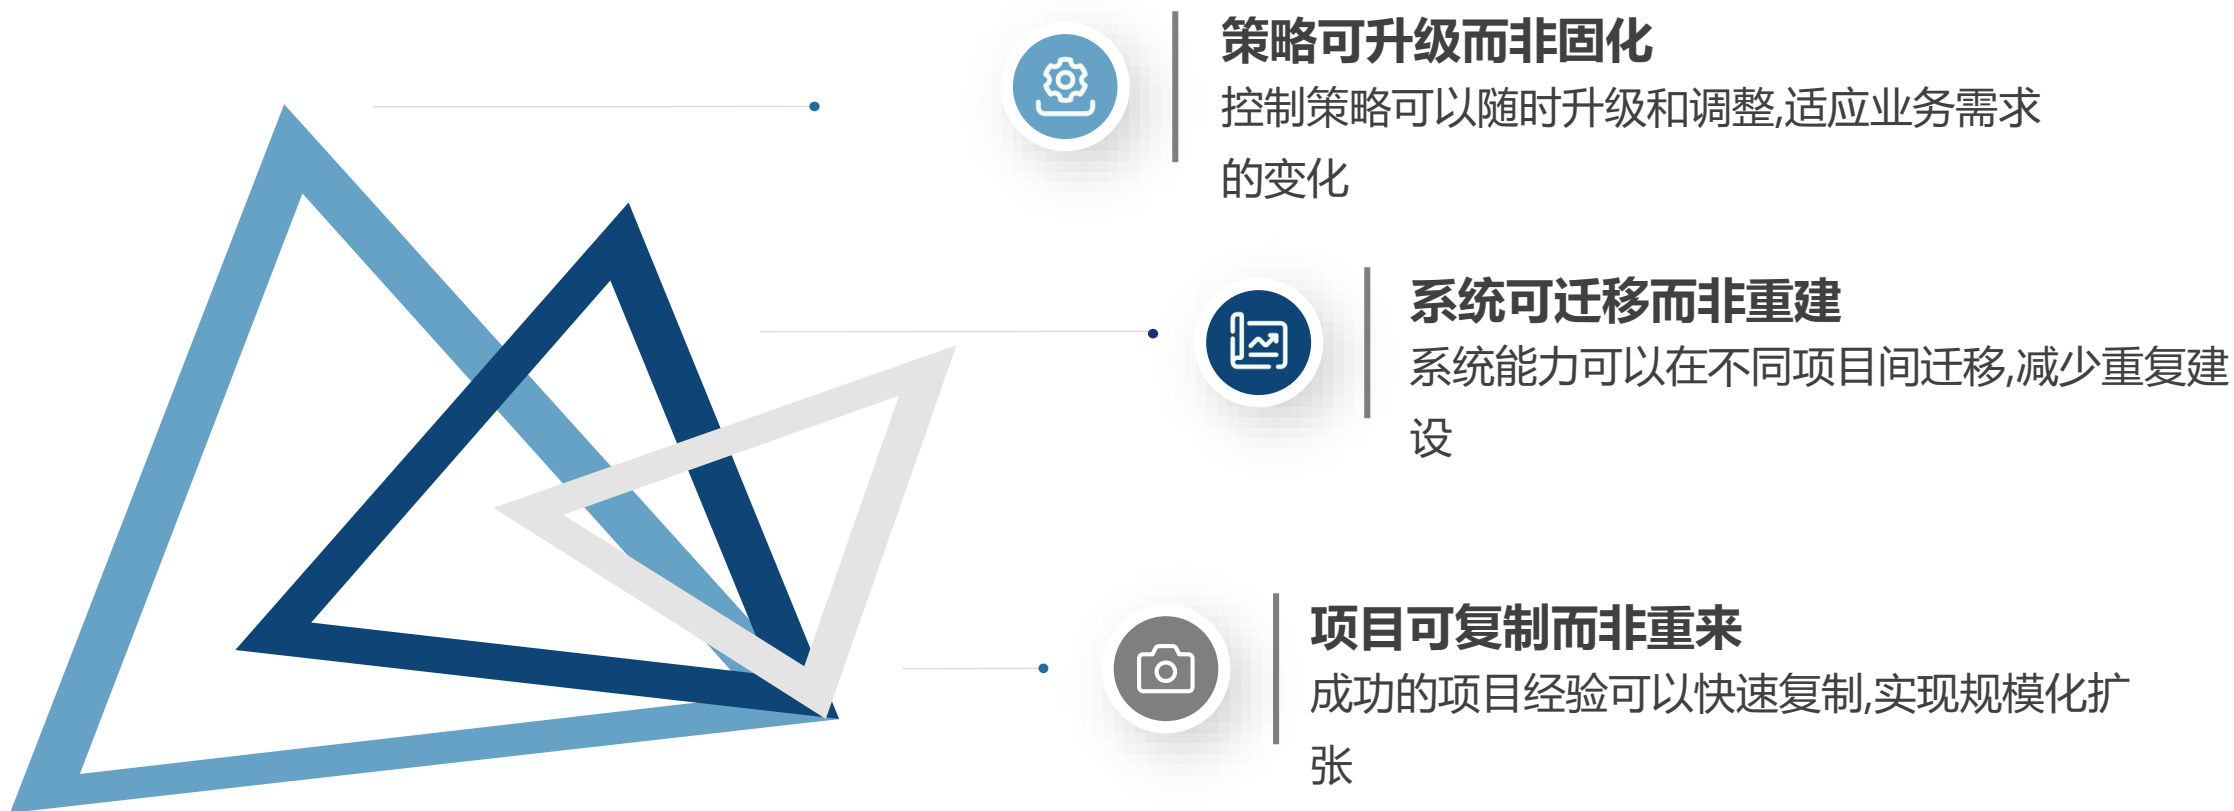 策略可升级而非固化
控制策略可以随时升级和调整,适应业务需求
的变化
系统可迁移而非重建
系统能力可以在不同项目间迁移,减少重复建
设
项目可复制而非重来
成功的项目经验可以快速复制,实现规模化扩
张